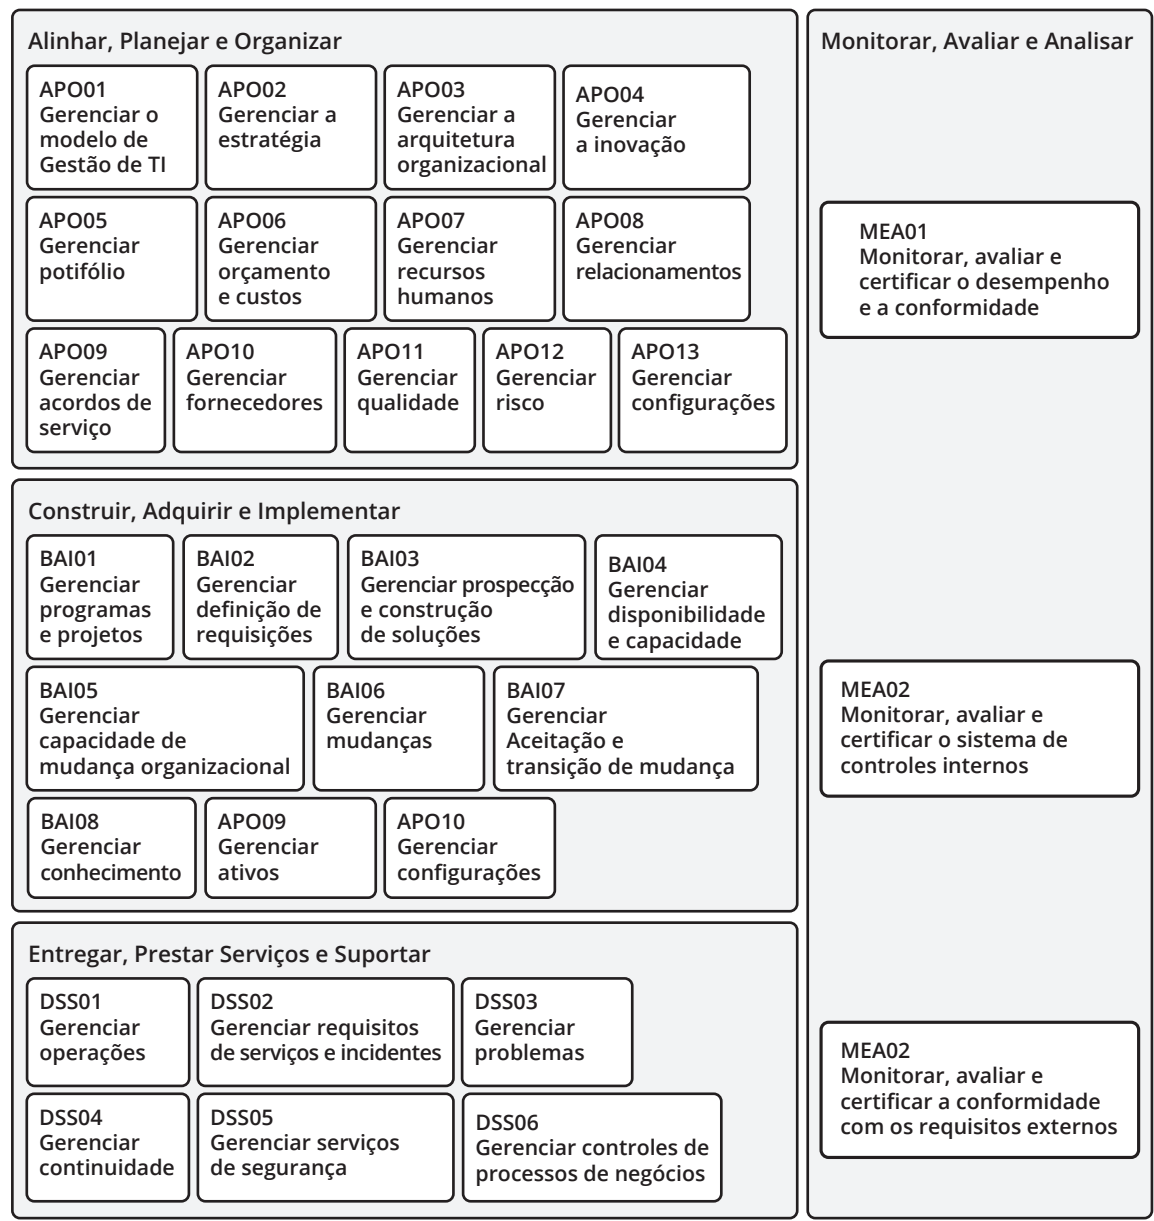 Alinhar, Planejar e Organizar
APO01
Gerenciar o
modelo de
Gestão de TI
APO02
Gerenciar a
estratégia
APO03
Gerenciar a
arquitetura
organizacional
APO04
Gerenciar
a inovação
APO05
Gerenciar
potifólio
APO06
Gerenciar
orçamento
e custos
APO07
Gerenciar
recursos
humanos
APO08
Gerenciar
relacionamentos
APO09
Gerenciar
acordos de
serviço
APO10
Gerenciar
fornecedores
APO11
Gerenciar
qualidade
APO12
Gerenciar
risco
APO13
Gerenciar
configurações
Construir, Adquirir e Implementar
BAI01
Gerenciar
programas
e projetos
BAI02
Gerenciar
definição de
requisições
BAI03
Gerenciar prospecção
e construção
de soluções
BAI04
Gerenciar
disponibilidade
e capacidade
BAI05
Gerenciar
capacidade de
mudança organizacional
BAI06
Gerenciar
mudanças
BAI07
Gerenciar
Aceitação e
transição de mudança
BAI08
Gerenciar
conhecimento
APO09
Gerenciar
ativos
APO10
Gerenciar
configurações
Entregar, Prestar Serviços e Suportar
DSS01
Gerenciar
operações
DSS02
Gerenciar requisitos
de serviços e incidentes
DSS03
Gerenciar
problemas
DSS04
Gerenciar
continuidade
DSS05
Gerenciar serviços
de segurança
DSS06
Gerenciar controles de
processos de negócios
Monitorar, Avaliar e Analisar
MEA01
Monitorar, avaliar e
certificar o desempenho
e a conformidade
MEA02
Monitorar, avaliar e
certificar o sistema de
controles internos
MEA02
Monitorar, avaliar e
certificar a conformidade
com os requisitos externos